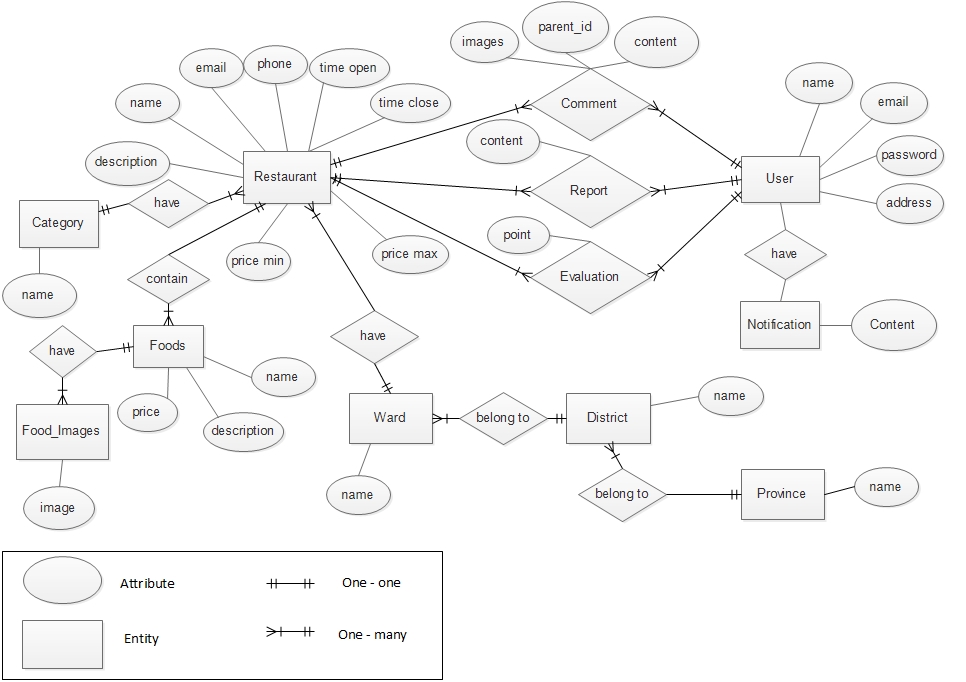 parent_id
images
content
email
phone
time open
name
time close
Comment
name
email
description
content
password
Restaurant
User
Report
have
address
Category
point
price min
price max
have
contain
Evaluation
name
Notification
Content
have
Foods
have
name
price
description
name
Food_Images
Ward
belong to
District
name
image
belong to
Province
name
Attribute
One - one
Entity
One - many